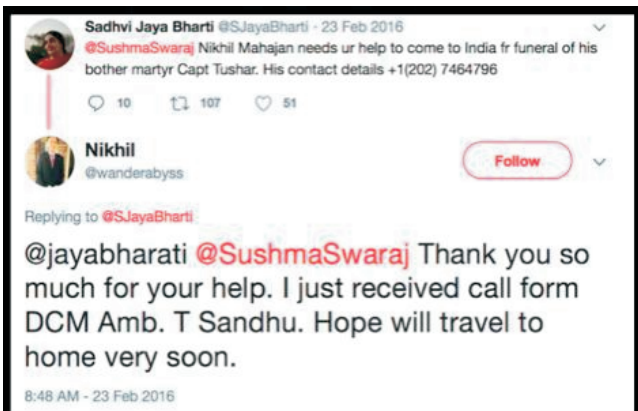 Sadhvi Jaya Bharti @SJayaBharti - 23 Feb 2016
@SushmaSwaraj Nikhil Mahajan needs ur help to come to India fr funeral of his
bother martyr Capt Tushar. His contact details +1(202) 7464796
10 107 51
Nikhil
@wanderabyss
Follow
Replying to @SJayaBharti
@jayabharati @SushmaSwaraj Thank you so
much for your help. I just received call form
DCM Amb. T Sandhu. Hope will travel to
home very soon.
8:48 AM - 23 Feb 2016